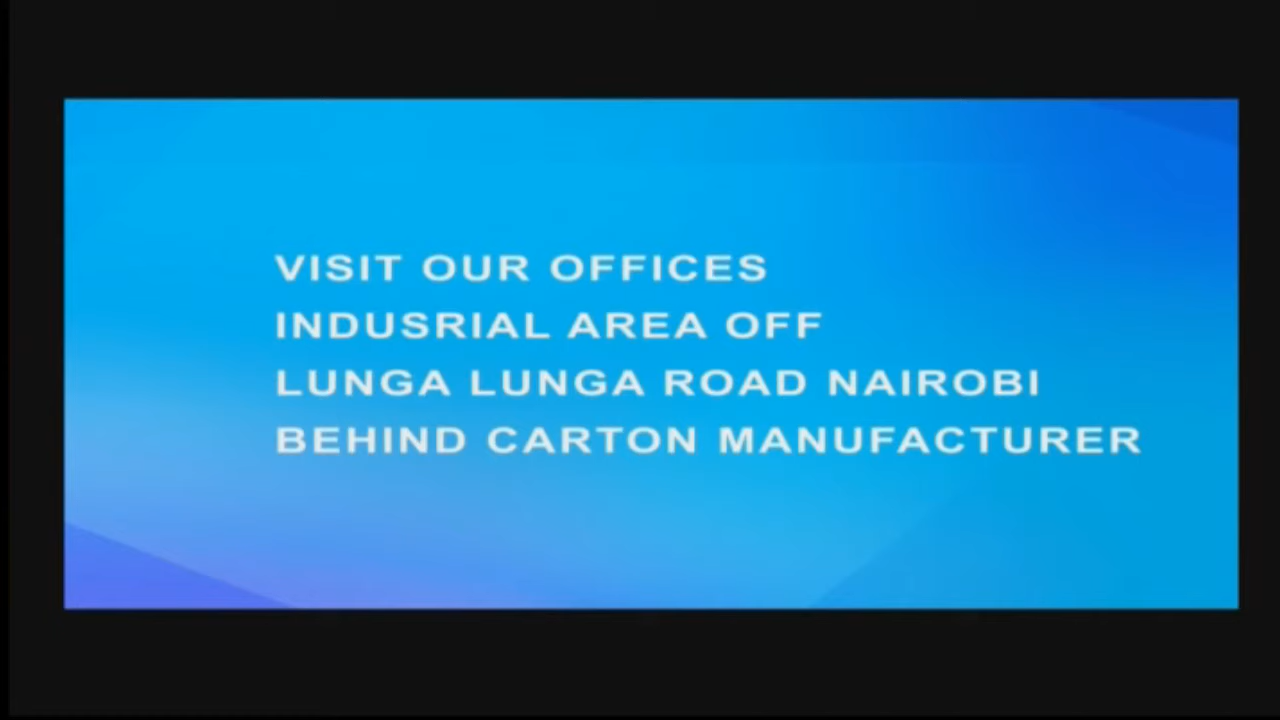 VISIT OUR OFFICES
INDUSRIAL AREA OFF
LUNGA LUNGA ROAD NAIROBI
BEHIND CARTON MANUFACTURER